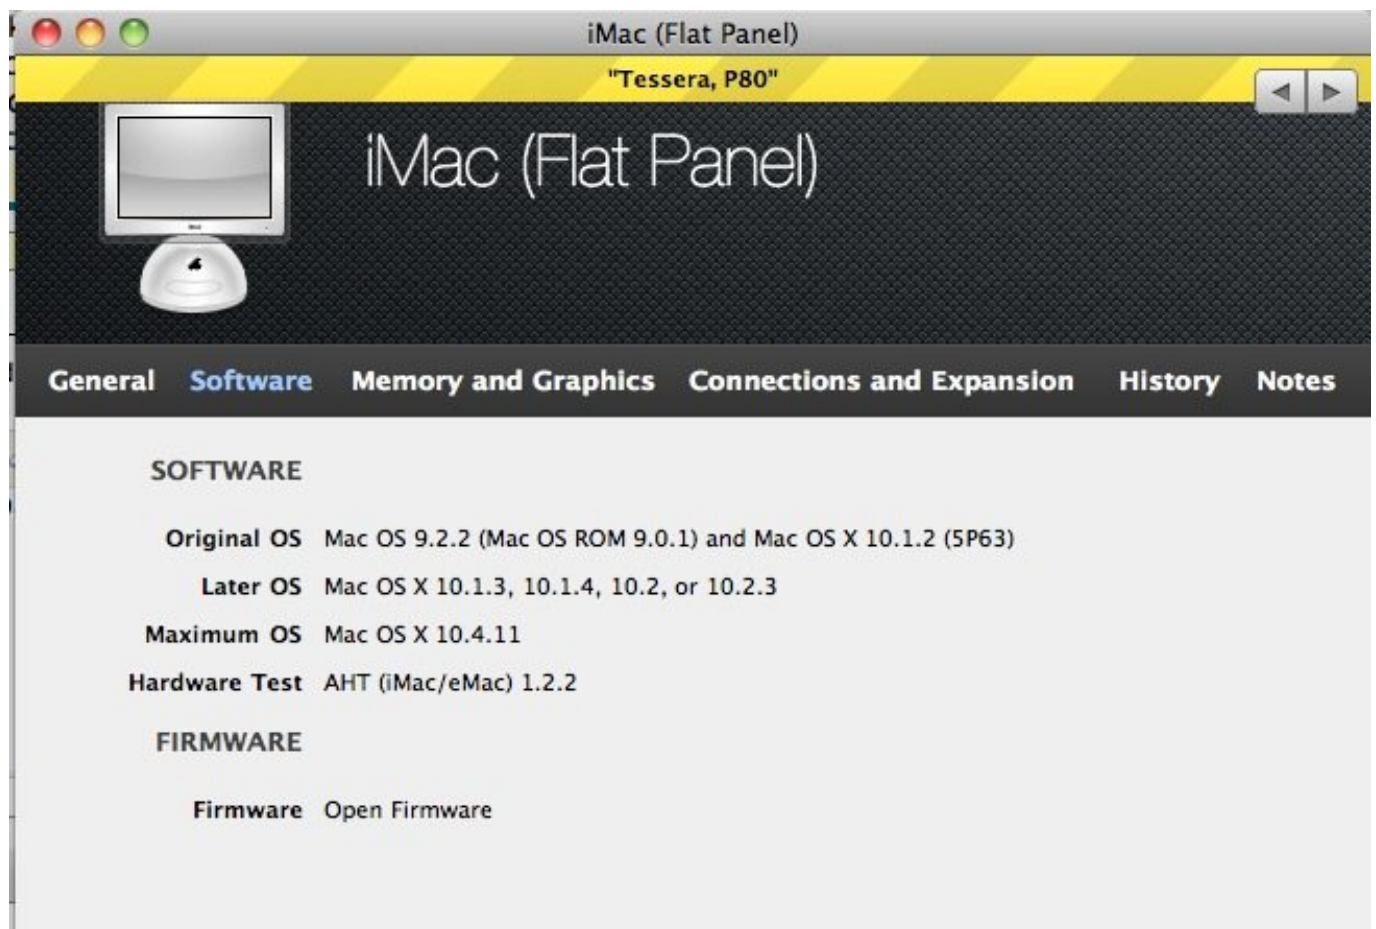 iMac (Flat Panel)
"Tessera, P80"
iMac (Flat Panel)
General Software Memory and Graphics Connections and Expansion History Notes
SOFTWARE
Original OS Mac OS 9.2.2 (Mac OS ROM 9.0.1) and Mac OS X 10.1.2 (5P63)
Later OS Mac OS X 10.1.3, 10.1.4, 10.2, or 10.2.3
Maximum OS Mac OS X 10.4.11
Hardware Test AHT (iMac/eMac) 1.2.2
FIRMWARE
Firmware Open Firmware